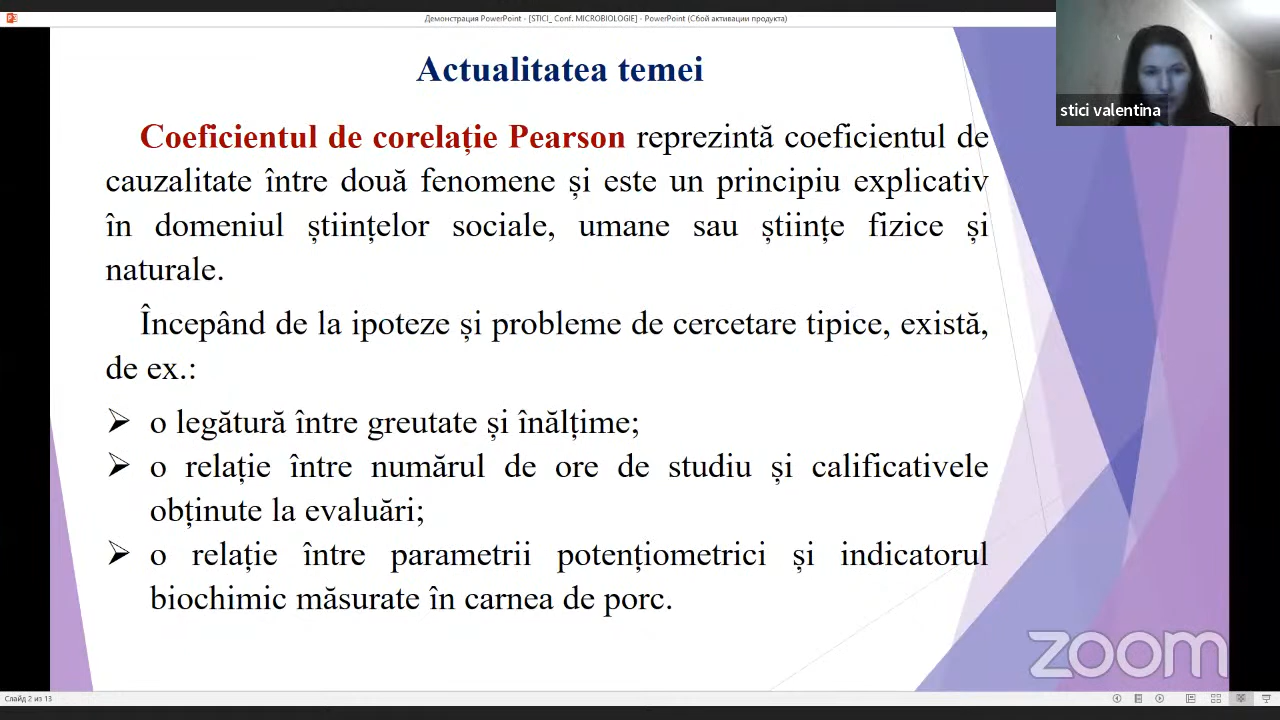 Демонстрация PowerPoint - [STICI_ Conf. MICROBIOLOGIE] - PowerPoint (Сбой активации продукта)
stici valentina
Actualitatea temei
Coeficientul de corelație Pearson reprezintă coeficientul de
cauzalitate între două fenomene și este un principiu explicativ
în domeniul științelor sociale, umane sau științe fizice și
naturale.
Începând de la ipoteze și probleme de cercetare tipice, există,
de ex.:
o legătură între greutate și înălțime;
o relație între numărul de ore de studiu și calificativele
obținute la evaluări;
o relație între parametrii potențiometrici și indicatorul
biochimic măsurate în carnea de porc.
zoom
Слайд 2 из 13